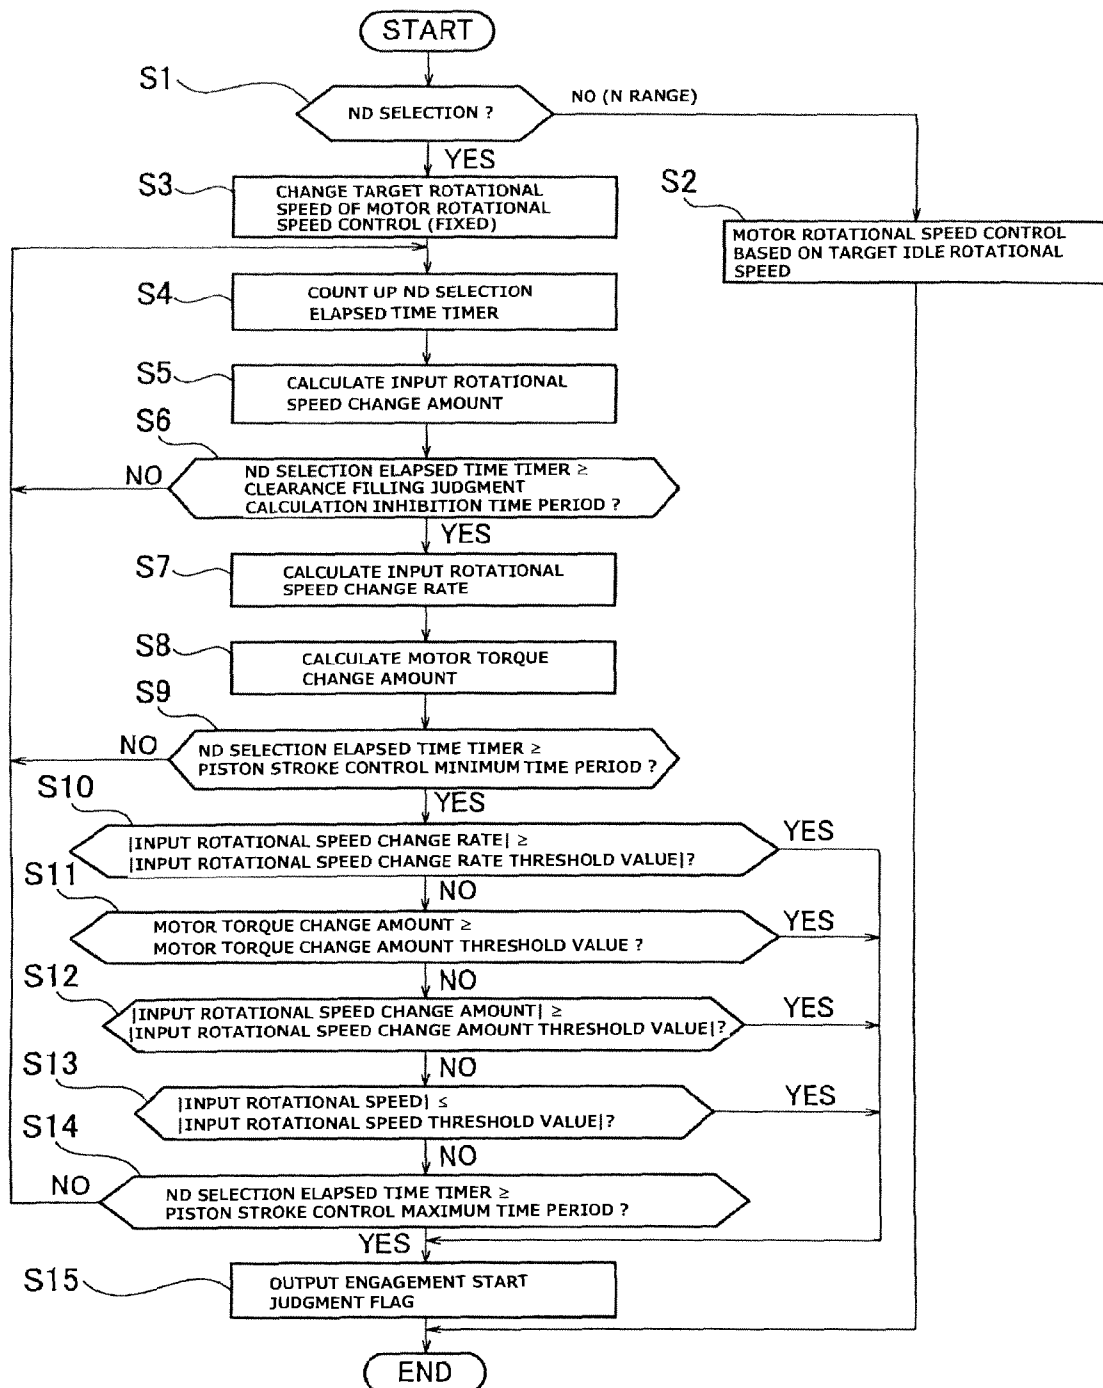 START
S1
ND SELECTION ?
NO (N RANGE)
YES
S3
CHANGE TARGET ROTATIONAL
SPEED OF MOTOR ROTATIONAL
SPEED CONTROL (FIXED)
S2
MOTOR ROTATIONAL SPEED CONTROL
BASED ON TARGET IDLE ROTATIONAL
SPEED
S4
COUNT UP ND SELECTION
ELAPSED TIME TIMER
S5
CALCULATE INPUT ROTATIONAL
SPEED CHANGE AMOUNT
S6
NO
ND SELECTION ELAPSED TIME TIMER ≥
CLEARANCE FILLING JUDGMENT
CALCULATION INHIBITION TIME PERIOD ?
YES
S7
CALCULATE INPUT ROTATIONAL
SPEED CHANGE RATE
S8
CALCULATE MOTOR TORQUE
CHANGE AMOUNT
S9
NO
ND SELECTION ELAPSED TIME TIMER ≥
PISTON STROKE CONTROL MINIMUM TIME PERIOD ?
YES
S10
|INPUT ROTATIONAL SPEED CHANGE RATE| ≥
|INPUT ROTATIONAL SPEED CHANGE RATE THRESHOLD VALUE|?
YES
NO
S11
MOTOR TORQUE CHANGE AMOUNT ≥
MOTOR TORQUE CHANGE AMOUNT THRESHOLD VALUE ?
YES
NO
S12
|INPUT ROTATIONAL SPEED CHANGE AMOUNT| ≥
|INPUT ROTATIONAL SPEED CHANGE AMOUNT THRESHOLD VALUE|?
YES
NO
S13
|INPUT ROTATIONAL SPEED| ≤
|INPUT ROTATIONAL SPEED THRESHOLD VALUE|?
YES
NO
S14
NO
ND SELECTION ELAPSED TIME TIMER ≥
PISTON STROKE CONTROL MAXIMUM TIME PERIOD ?
YES
S15
OUTPUT ENGAGEMENT START
JUDGMENT FLAG
END